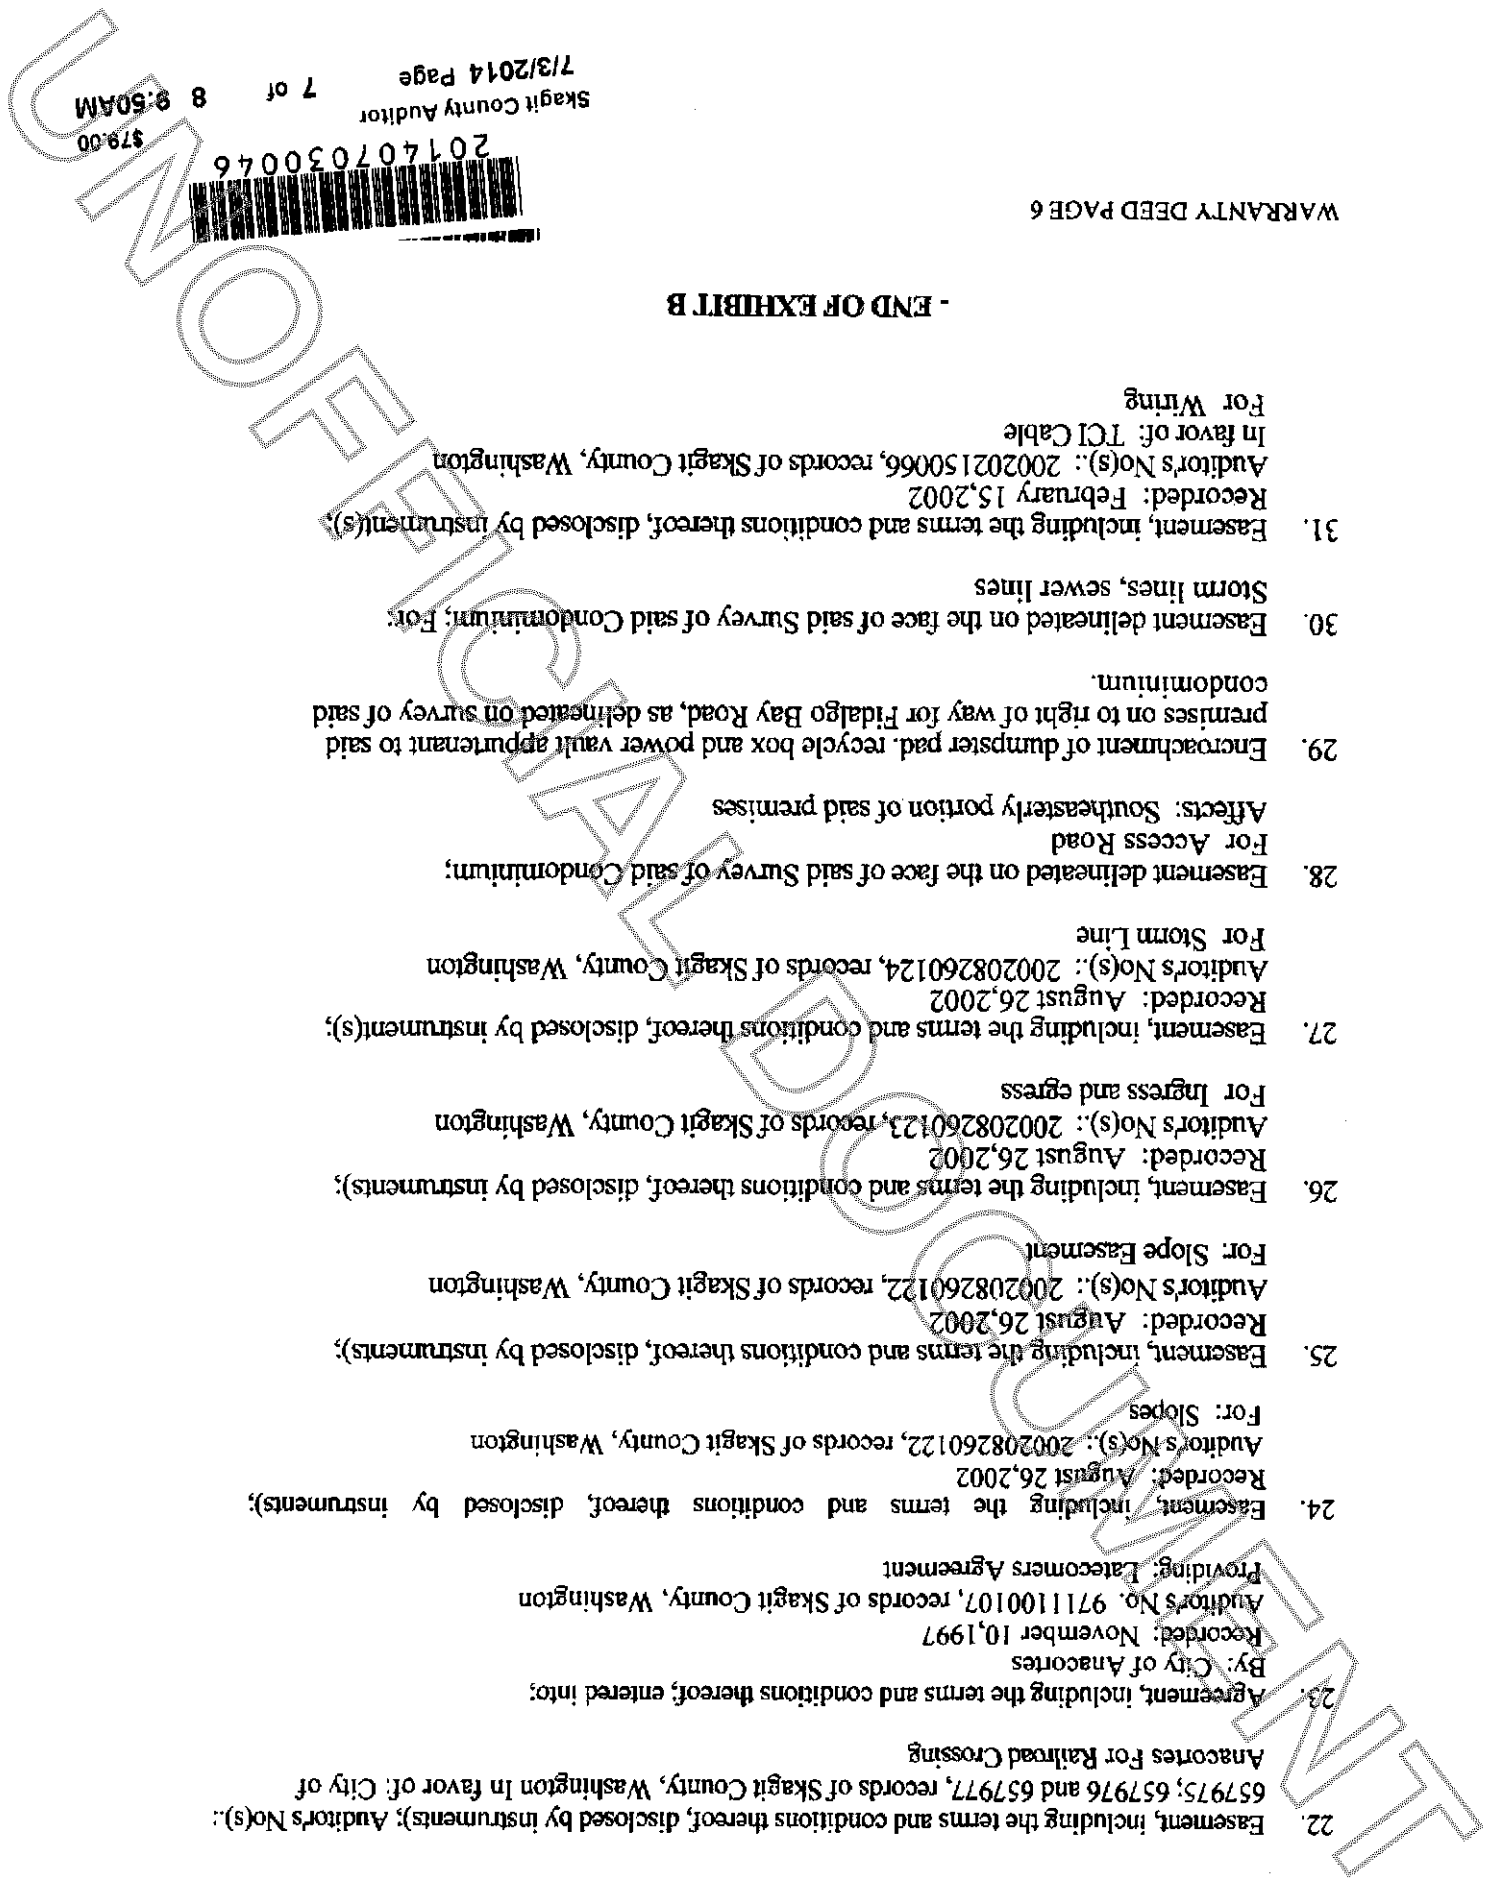 22. Easement, including the terms and conditions thereof, disclosed by instruments); Auditor's No(s).:
657975; 657976 and 657977, records of Skagit County, Washington In favor of: City of
Anacortes For Railroad Crossing
23. Agreement, including the terms and conditions thereof; entered into;
By: City of Anacortes
Recorded: November 10,1997
Auditor's No. 9711100107, records of Skagit County, Washington
Providing: Latecomers Agreement
24. Easement, including the terms and conditions thereof, disclosed by instruments);
Recorded: August 26,2002
Auditor's No(s).: 200208260122, records of Skagit County, Washington
For: Slopes
25. Easement, including the terms and conditions thereof, disclosed by instruments);
Recorded: August 26,2002
Auditor's No(s).: 200208260122, records of Skagit County, Washington
For: Slope Easement
26. Easement, including the terms and conditions thereof, disclosed by instruments);
Recorded: August 26,2002
Auditor's No(s).: 200208260123, records of Skagit County, Washington
For Ingress and egress
27. Easement, including the terms and conditions thereof, disclosed by instrument(s);
Recorded: August 26,2002
Auditor's No(s).: 200208260124, records of Skagit County, Washington
For Storm Line
28. Easement delineated on the face of said Survey of said Condominium;
For Access Road
Affects: Southeasterly portion of said premises
29. Encroachment of dumpster pad. recycle box and power vault appurtenant to said
premises on to right of way for Fidalgo Bay Road, as delineated on survey of said
condominium.
30. Easement delineated on the face of said Survey of said Condominium; For:
Storm lines, sewer lines
31. Easement, including the terms and conditions thereof, disclosed by instrument(s);
Recorded: February 15,2002
Auditor's No(s).: 200202150066, records of Skagit County, Washington
In favor of: TCI Cable
For Wiring
- END OF EXHIBIT B
WARRANTY DEED PAGE 6
201407030046
Skagit County Auditor $79.00
7/3/2014 Page 7 of 8 9:50AM
UNOFFICIAL DOCUMENT